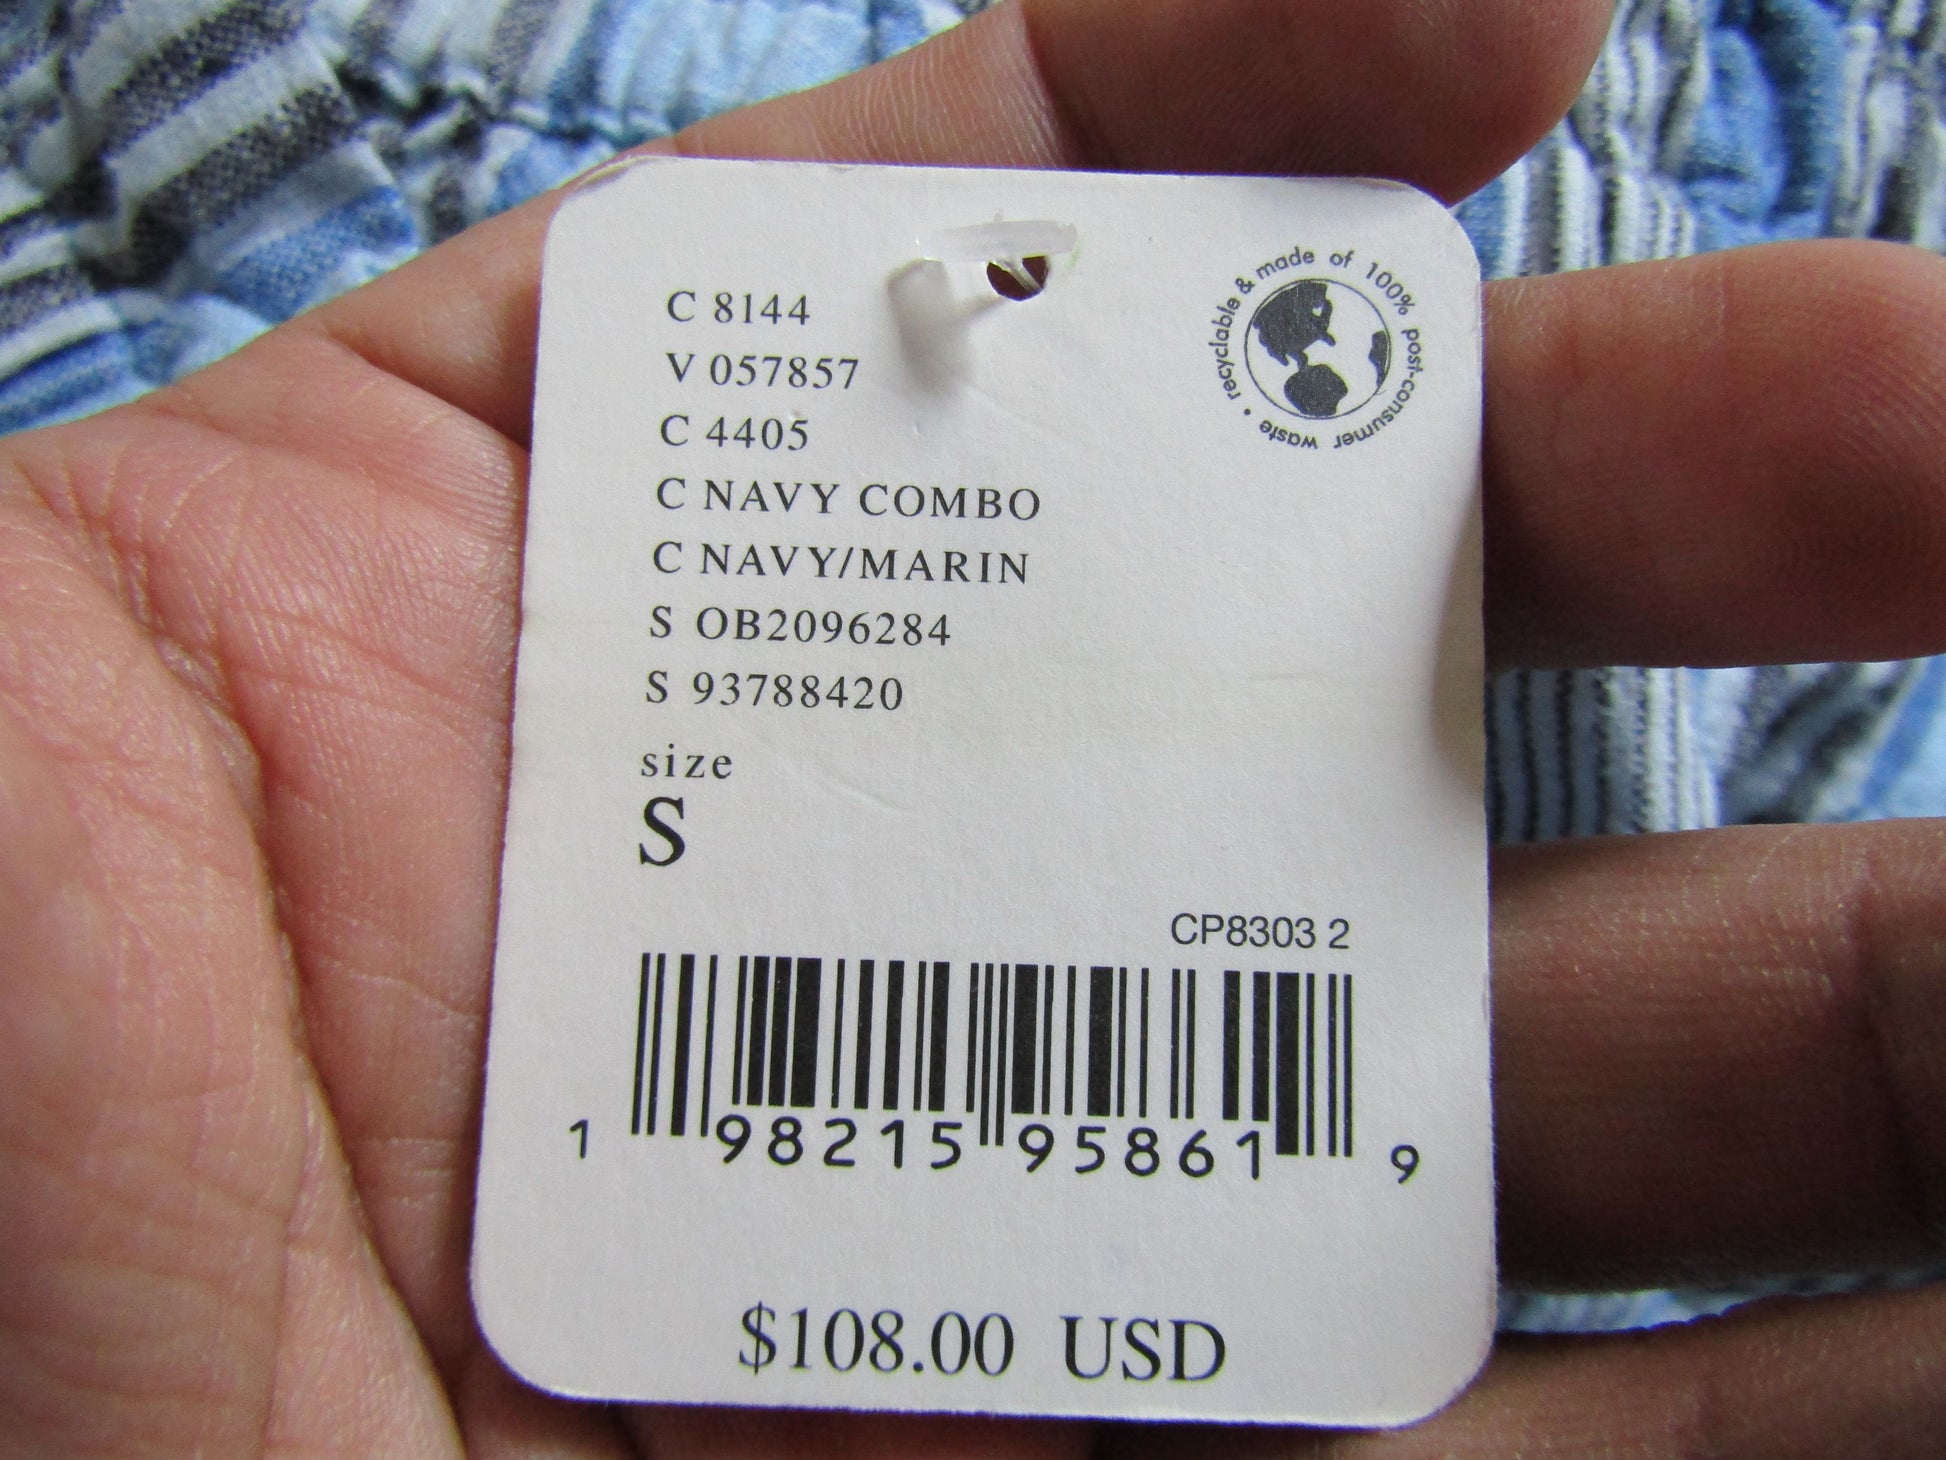 recyclable & made of 100% post-consumer waste •
C 8144
V 057857
C 4405
C NAVY COMBO
C NAVY/MARIN
S OB2096284
S 93788420
size
S
CP8303 2
1 98215 95861 9
$108.00 USD